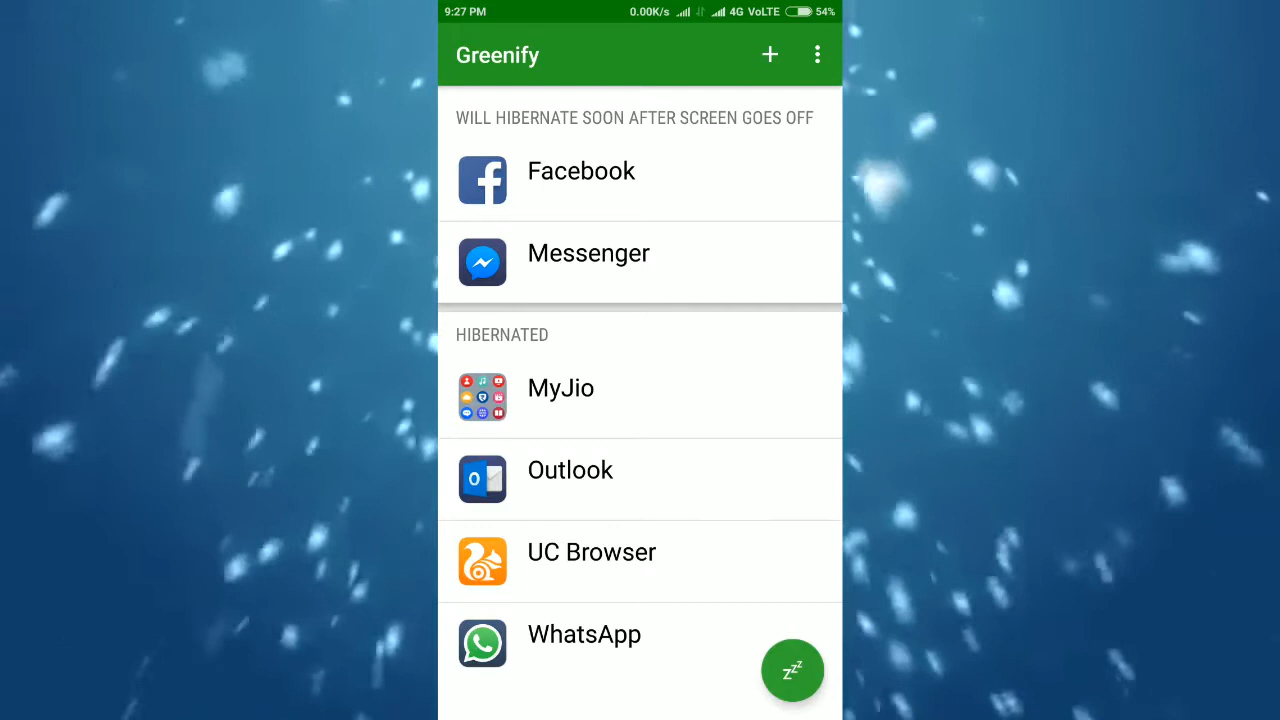 9:27 PM 0.00K/s 4G VoLTE 54%
Greenify
WILL HIBERNATE SOON AFTER SCREEN GOES OFF
Facebook
Messenger
HIBERNATED
MyJio
Outlook
UC Browser
WhatsApp
zzz